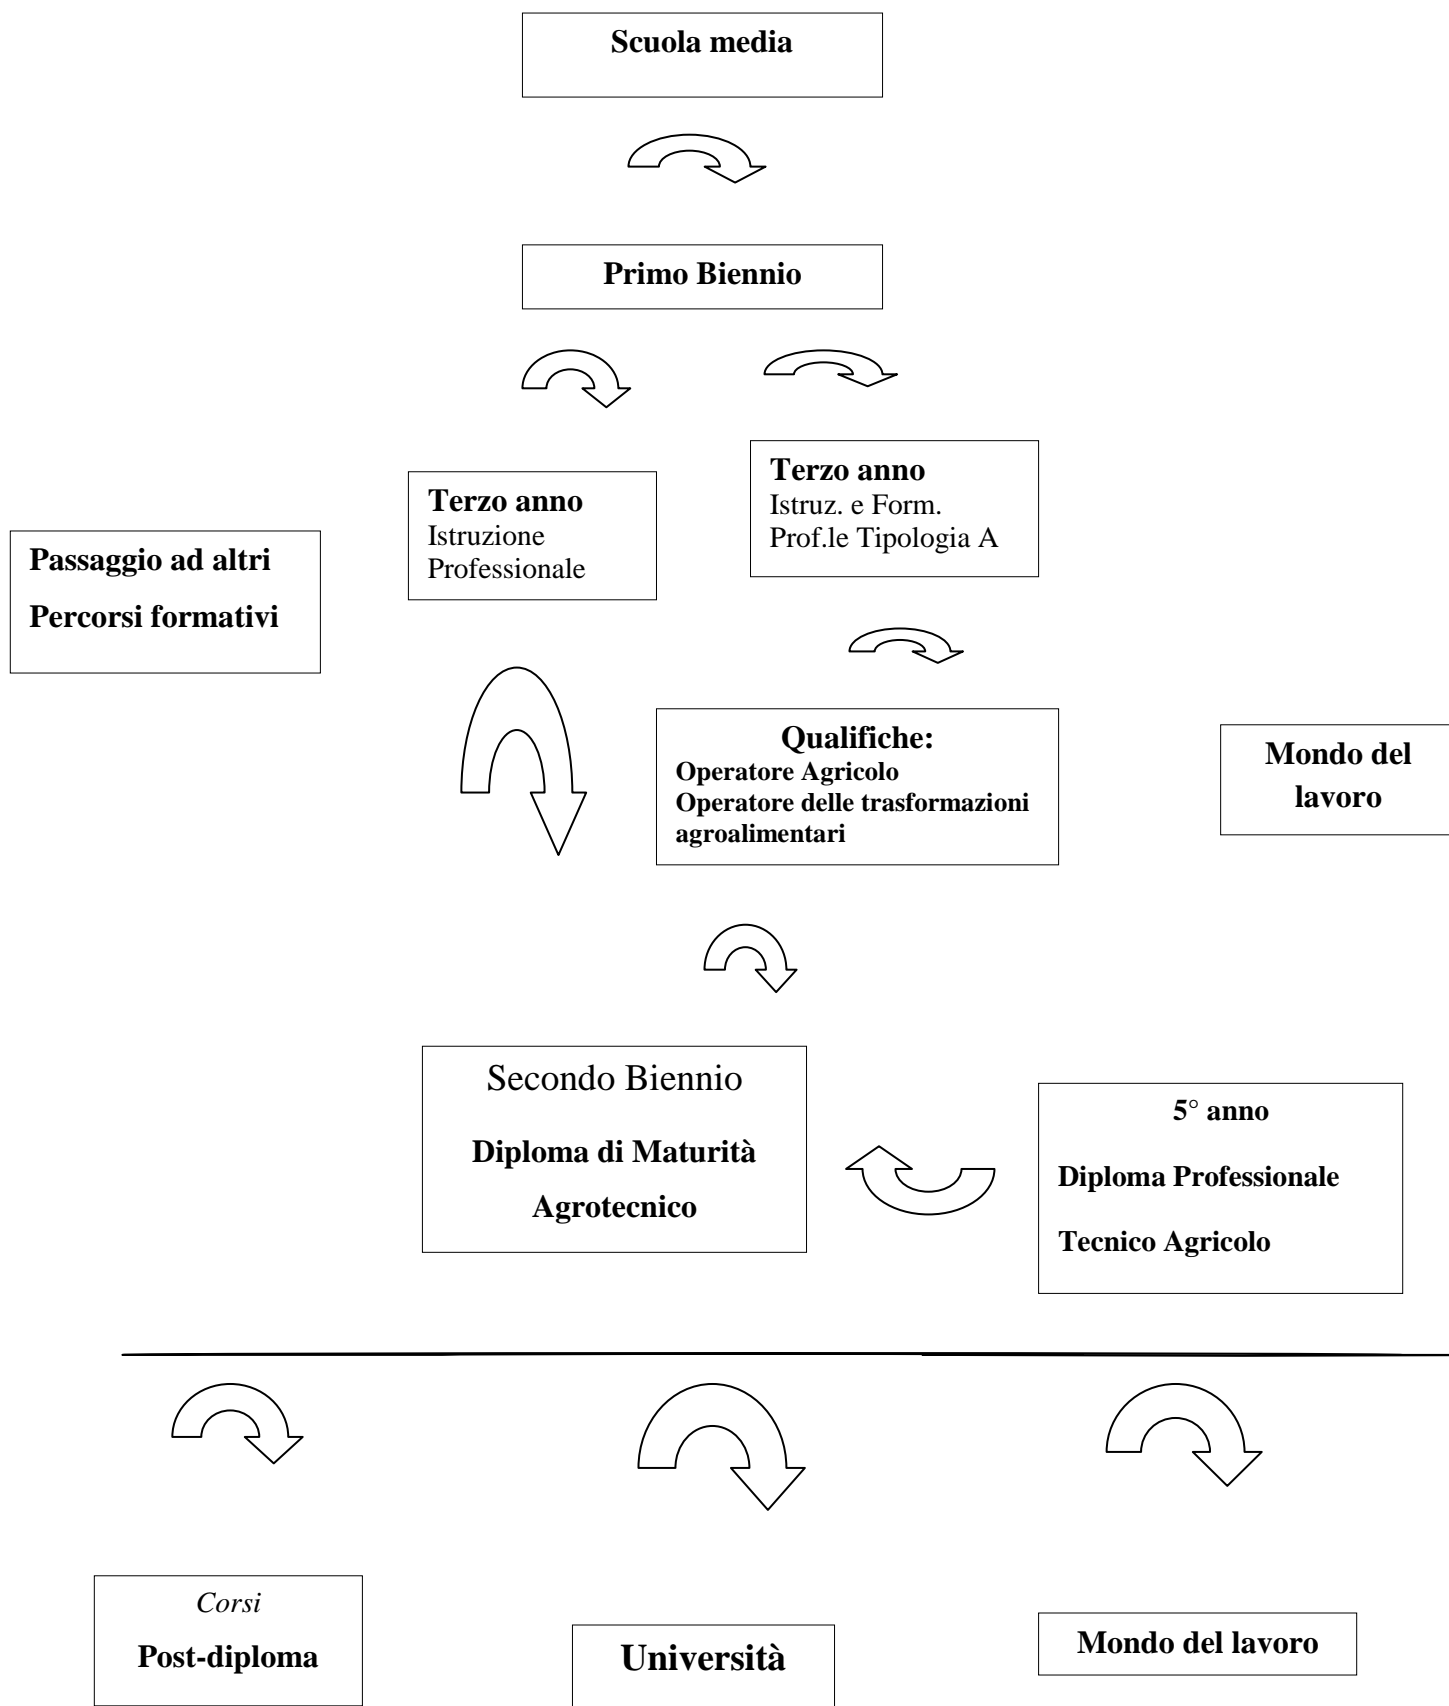 Scuola media
Primo Biennio
Terzo anno
Istruzione
Professionale
Terzo anno
Istruz. e Form.
Prof.le Tipologia A
Passaggio ad altri
Percorsi formativi
Qualifiche:
Operatore Agricolo
Operatore delle trasformazioni
agroalimentari
Mondo del
lavoro
Secondo Biennio
Diploma di Maturità
Agrotecnico
5° anno
Diploma Professionale
Tecnico Agricolo
Corsi
Post-diploma
Università
Mondo del lavoro